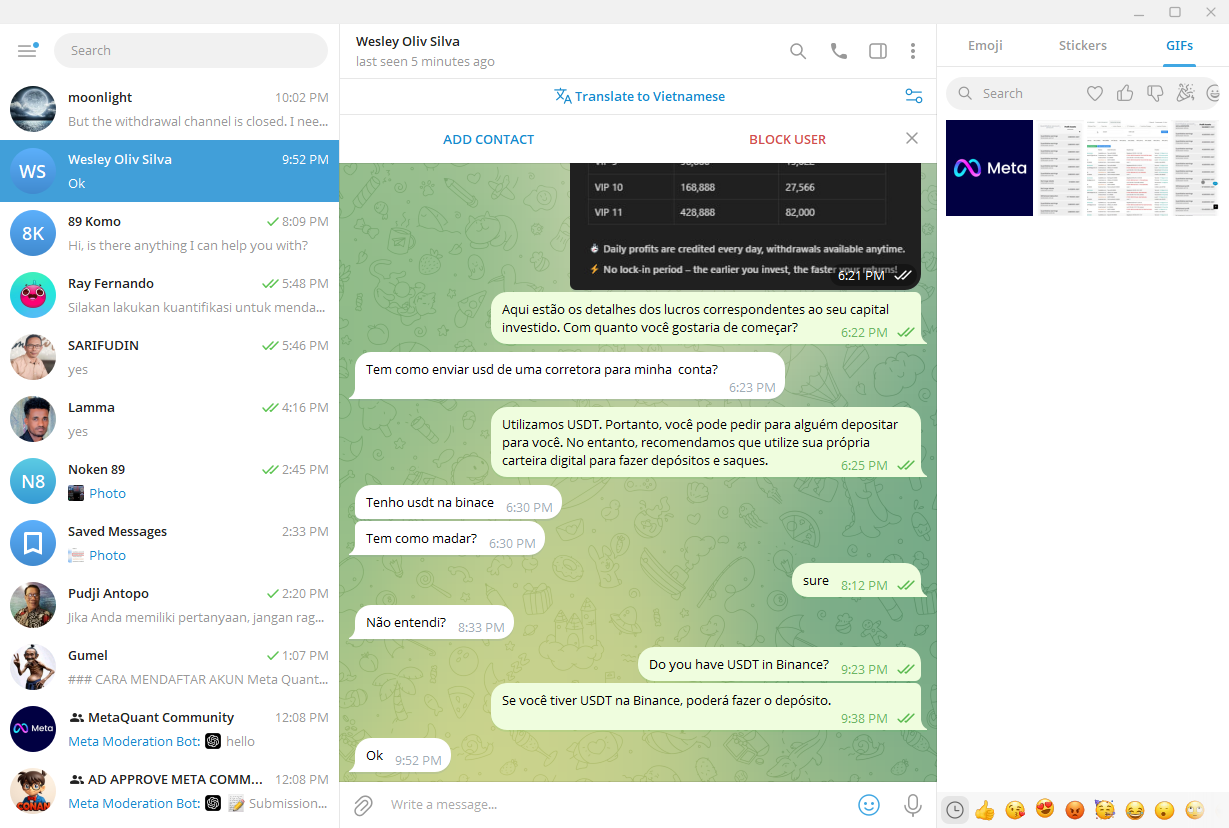 Search
moonlight
10:02 PM
But the withdrawal channel is closed. I nee...
WS
Wesley Oliv Silva
9:52 PM
Ok
8K
89 Komo
8:09 PM
Hi, is there anything I can help you with?
Ray Fernando
5:48 PM
Silakan lakukan kuantifikasi untuk menda...
SARIFUDIN
5:46 PM
yes
Lamma
4:16 PM
yes
N8
Noken 89
2:45 PM
Photo
Saved Messages
2:33 PM
Photo
Pudji Antopo
2:20 PM
Jika Anda memiliki pertanyaan, jangan rag...
Gumel
1:07 PM
### CARA MENDAFTAR AKUN Meta Quant...
Meta
MetaQuant Community
12:08 PM
Meta Moderation Bot: hello
CONAN
AD APPROVE META COMM...
12:08 PM
Meta Moderation Bot: Submission...
Wesley Oliv Silva
last seen 5 minutes ago
Translate to Vietnamese
ADD CONTACT
BLOCK USER
VIP 10 168,888 27,566
VIP 11 428,888 82,000
Daily profits are credited every day, withdrawals available anytime.
No lock-in period – the earlier you invest, the faster your returns!
6:21 PM
Aqui estão os detalhes dos lucros correspondentes ao seu capital
investido. Com quanto você gostaria de começar?
6:22 PM
Tem como enviar usd de uma corretora para minha conta?
6:23 PM
Utilizamos USDT. Portanto, você pode pedir para alguém depositar
para você. No entanto, recomendamos que utilize sua própria
carteira digital para fazer depósitos e saques.
6:25 PM
Tenho usdt na binace
6:30 PM
Tem como madar?
6:30 PM
sure
8:12 PM
Não entendi?
8:33 PM
Do you have USDT in Binance?
9:23 PM
Se você tiver USDT na Binance, poderá fazer o depósito.
9:38 PM
Ok
9:52 PM
Write a message...
Emoji
Stickers
GIFs
Search
Meta